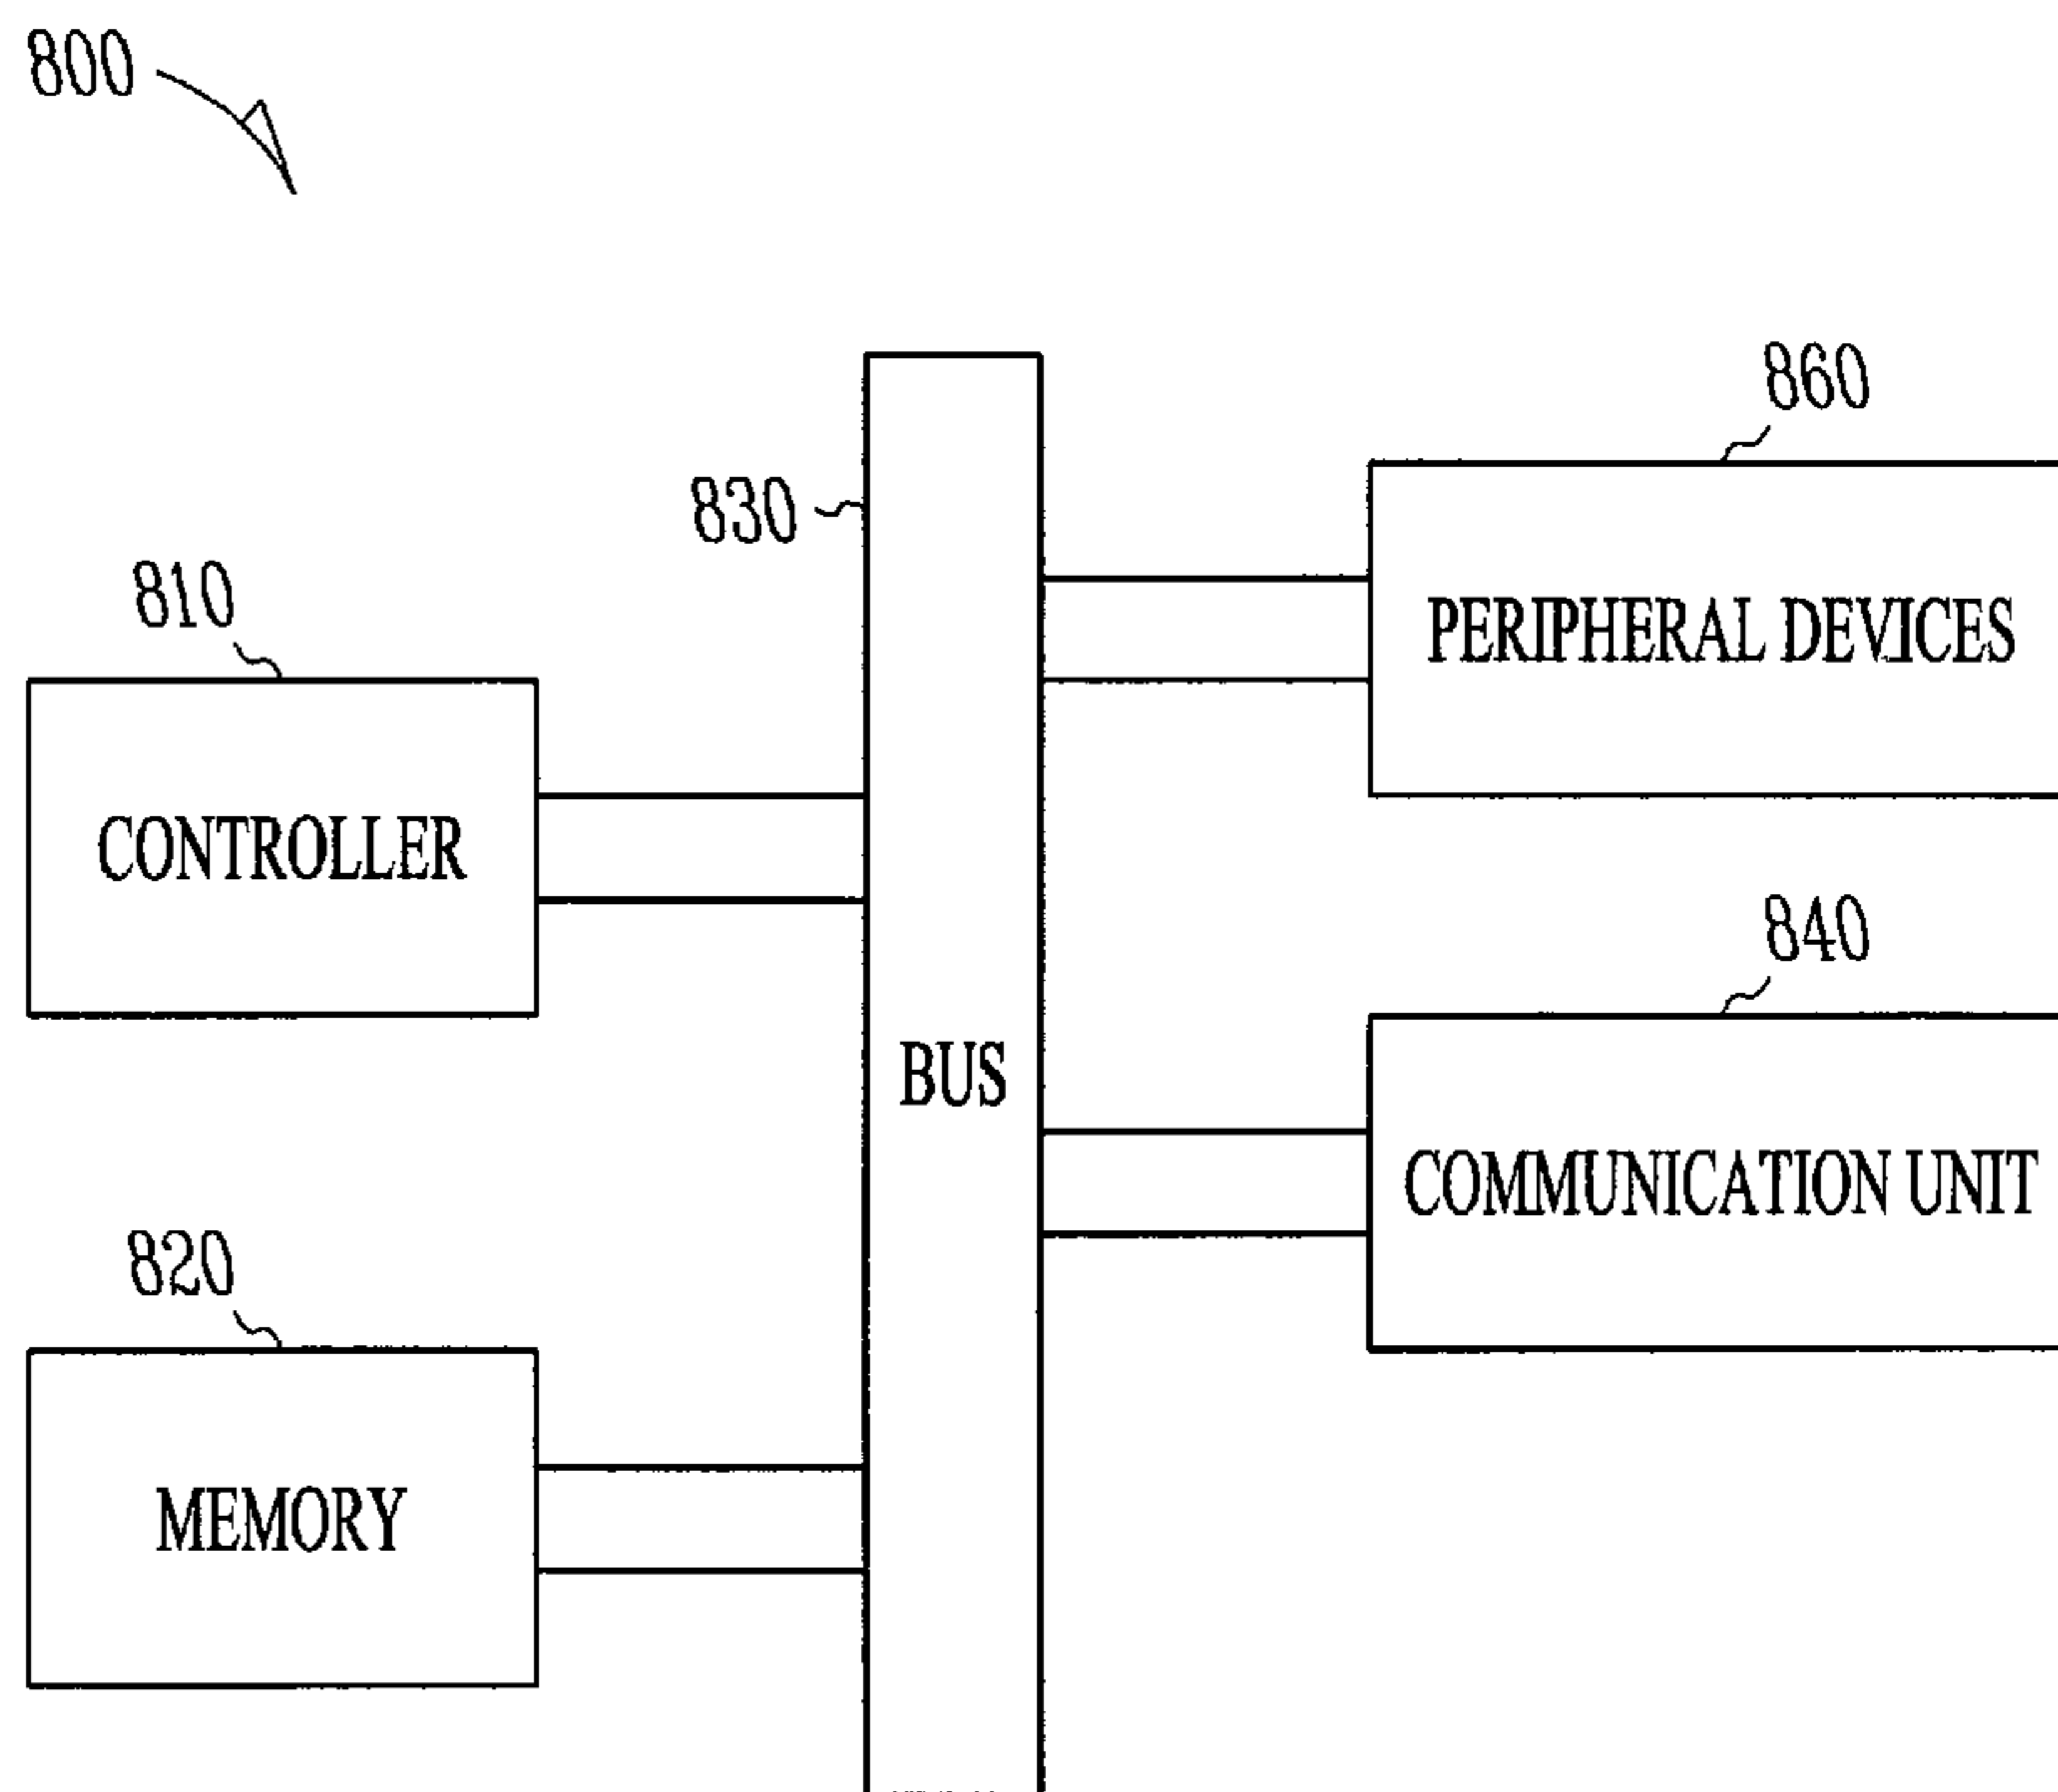 800
860
830
810
PERIPHERAL DEVICES
CONTROLLER
840
BUS
COMMUNICATION UNIT
820
MEMORY